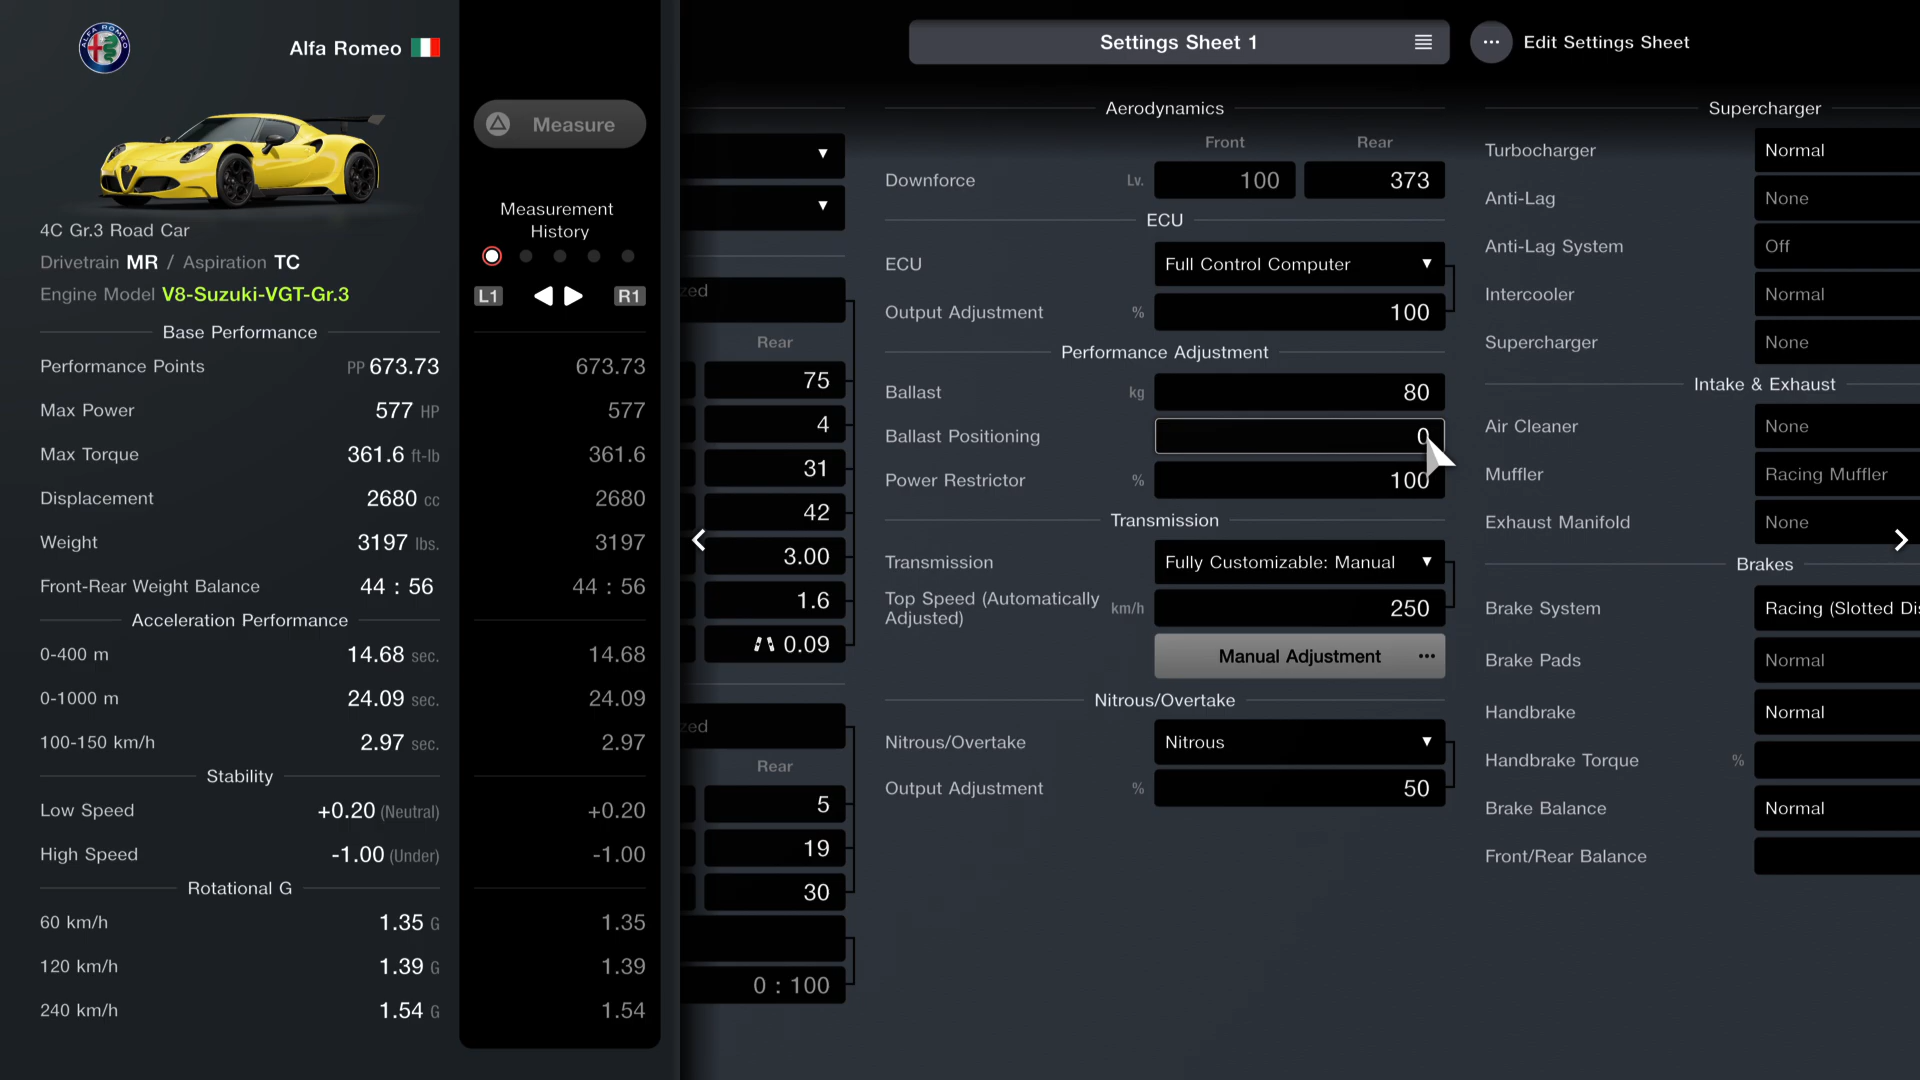 Alfa Romeo
4C Gr.3 Road Car
Drivetrain MR / Aspiration TC
Engine Model V8-Suzuki-VGT-Gr.3
Base Performance
Performance Points PP 673.73
Max Power 577 HP
Max Torque 361.6 ft-lb
Displacement 2680 cc
Weight 3197 lbs.
Front-Rear Weight Balance 44 : 56
Acceleration Performance
0-400 m 14.68 sec.
0-1000 m 24.09 sec.
100-150 km/h 2.97 sec.
Stability
Low Speed +0.20 (Neutral)
High Speed -1.00 (Under)
Rotational G
60 km/h 1.35 G
120 km/h 1.39 G
240 km/h 1.54 G
Measure
Measurement
History
L1 R1
673.73
577
361.6
2680
3197
44 : 56
14.68
24.09
2.97
+0.20
-1.00
1.35
1.39
1.54
zed
Rear
75
4
31
42
3.00
1.6
0.09
zed
Rear
5
19
30
0 : 100
Settings Sheet 1
Edit Settings Sheet
Aerodynamics
Front Rear
Downforce Lv. 100 373
ECU
ECU Full Control Computer
Output Adjustment % 100
Performance Adjustment
Ballast kg 80
Ballast Positioning 0
Power Restrictor % 100
Transmission
Transmission Fully Customizable: Manual
Top Speed (Automatically
Adjusted) km/h 250
Manual Adjustment
Nitrous/Overtake
Nitrous/Overtake Nitrous
Output Adjustment % 50
Supercharger
Turbocharger Normal
Anti-Lag None
Anti-Lag System Off
Intercooler Normal
Supercharger None
Intake & Exhaust
Air Cleaner None
Muffler Racing Muffler
Exhaust Manifold None
Brakes
Brake System Racing (Slotted Dis
Brake Pads Normal
Handbrake Normal
Handbrake Torque %
Brake Balance Normal
Front/Rear Balance